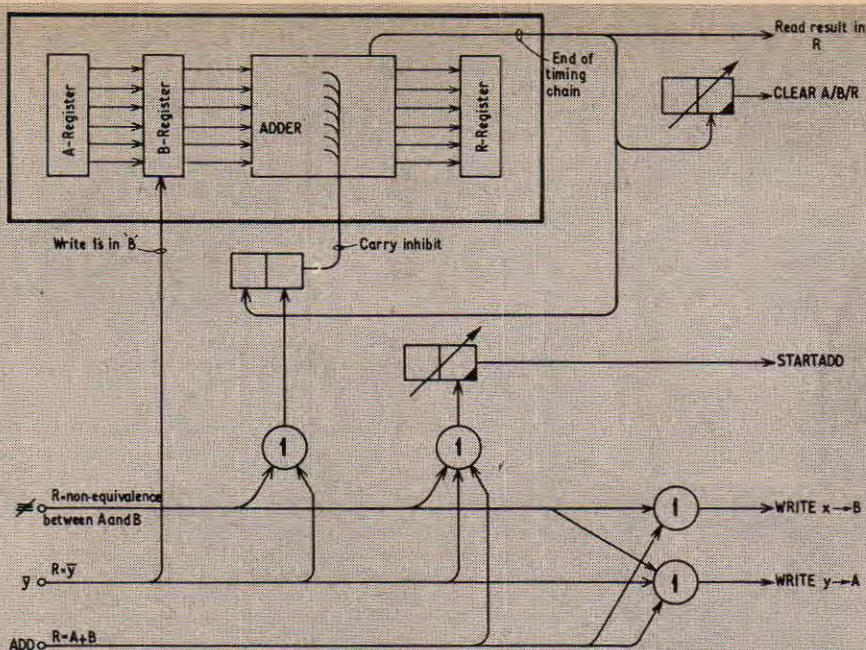 Read result in
R
End of
timing
chain
CLEAR A/B/R
A-Register
B-Register
ADDER
R-Register
Write 1's in 'B'
Carry inhibit
STARTADD
1
1
≢ R=non-equivalence
between A and B
1
WRITE x→B
ȳ R=ȳ
1
WRITE y→A
ADD R=A+B